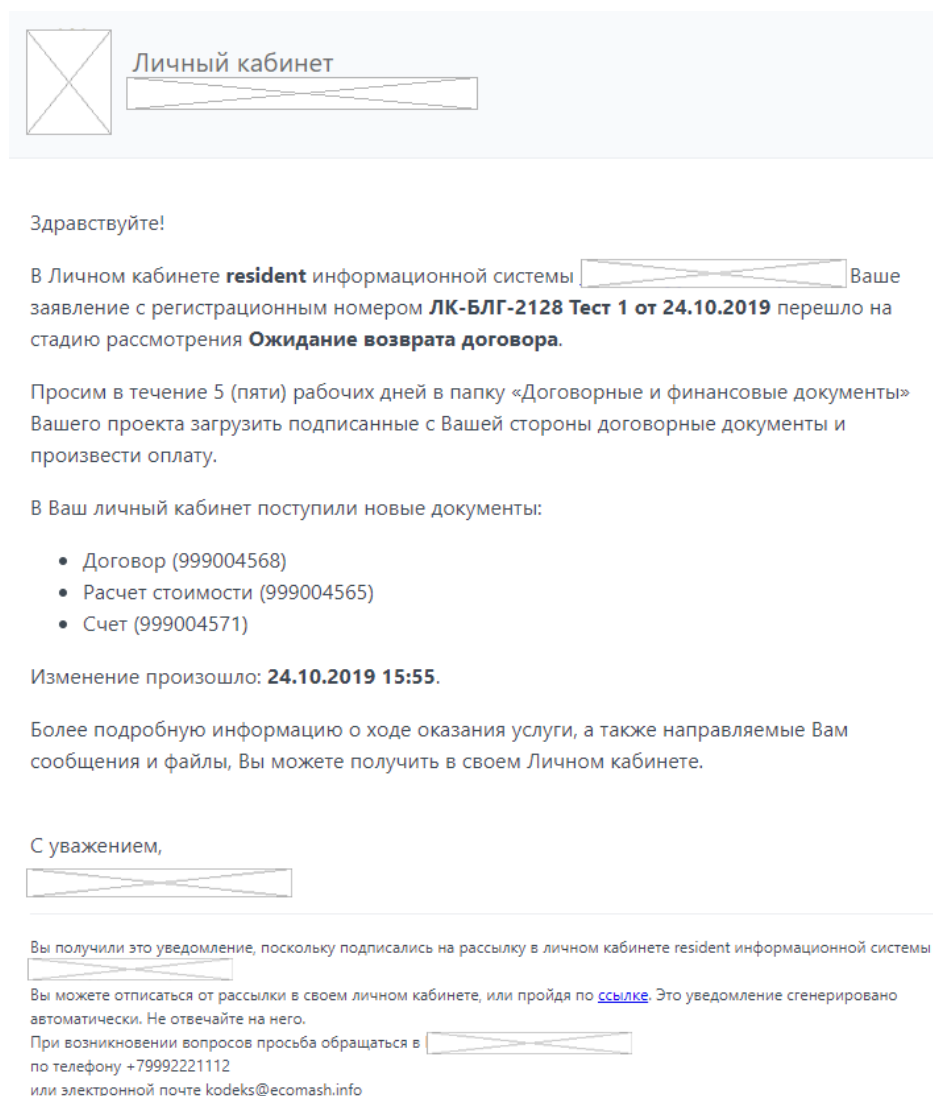 Личный кабинет
Здравствуйте!
В Личном кабинете resident информационной системы Ваше
заявление с регистрационным номером ЛК-БЛГ-2128 Тест 1 от 24.10.2019 перешло на
стадию рассмотрения Ожидание возврата договора.
Просим в течение 5 (пяти) рабочих дней в папку «Договорные и финансовые документы»
Вашего проекта загрузить подписанные с Вашей стороны договорные документы и
произвести оплату.
В Ваш личный кабинет поступили новые документы:
• Договор (999004568)
• Расчет стоимости (999004565)
• Счет (999004571)
Изменение произошло: 24.10.2019 15:55.
Более подробную информацию о ходе оказания услуги, а также направляемые Вам
сообщения и файлы, Вы можете получить в своем Личном кабинете.
С уважением,
Вы получили это уведомление, поскольку подписались на рассылку в личном кабинете resident информационной системы
Вы можете отписаться от рассылки в своем личном кабинете, или пройдя по ссылке. Это уведомление сгенерировано
автоматически. Не отвечайте на него.
При возникновении вопросов просьба обращаться в
по телефону +79992221112
или электронной почте kodeks@ecomash.info